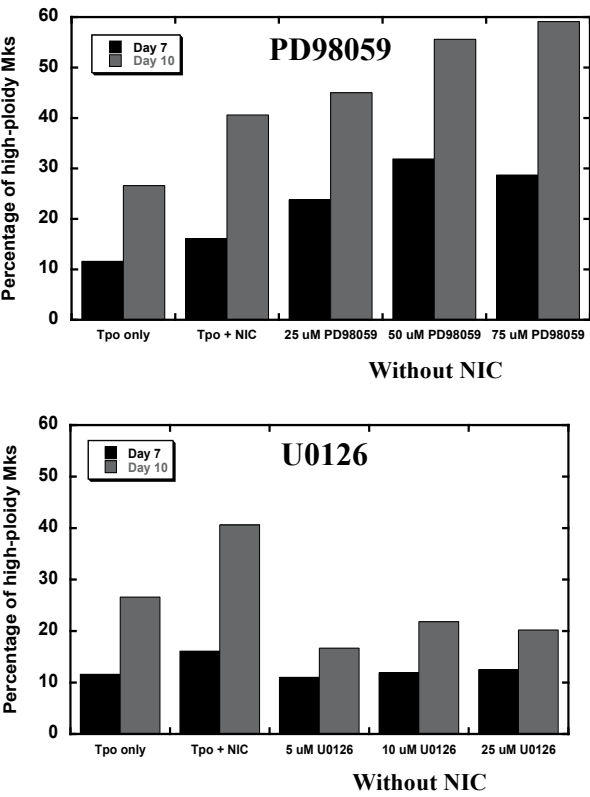 PD98059
Day 7
Day 10
Percentage of high-ploidy Mks
60
50
40
30
20
10
0
Tpo only Tpo + NIC 25 uM PD98059 50 uM PD98059 75 uM PD98059
Without NIC
U0126
Day 7
Day 10
Percentage of high-ploidy Mks
60
50
40
30
20
10
0
Tpo only Tpo + NIC 5 uM U0126 10 uM U0126 25 uM U0126
Without NIC